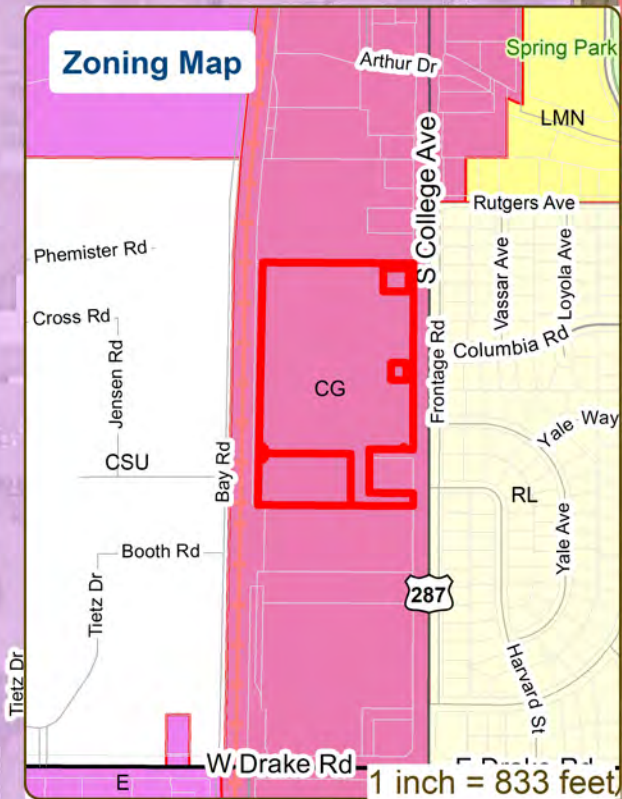 Zoning Map
Arthur Dr
Spring Park
LMN
S College Ave
Rutgers Ave
Phemister Rd
Vassar Ave
Loyola Ave
Cross Rd
Jensen Rd
Frontage Rd
Columbia Rd
CG
Yale Way
CSU
Bay Rd
RL
Yale Ave
Booth Rd
287
Tietz Dr
Harvard St
Tietz Dr
W Drake Rd
E Drake Rd
E
1 inch = 833 feet